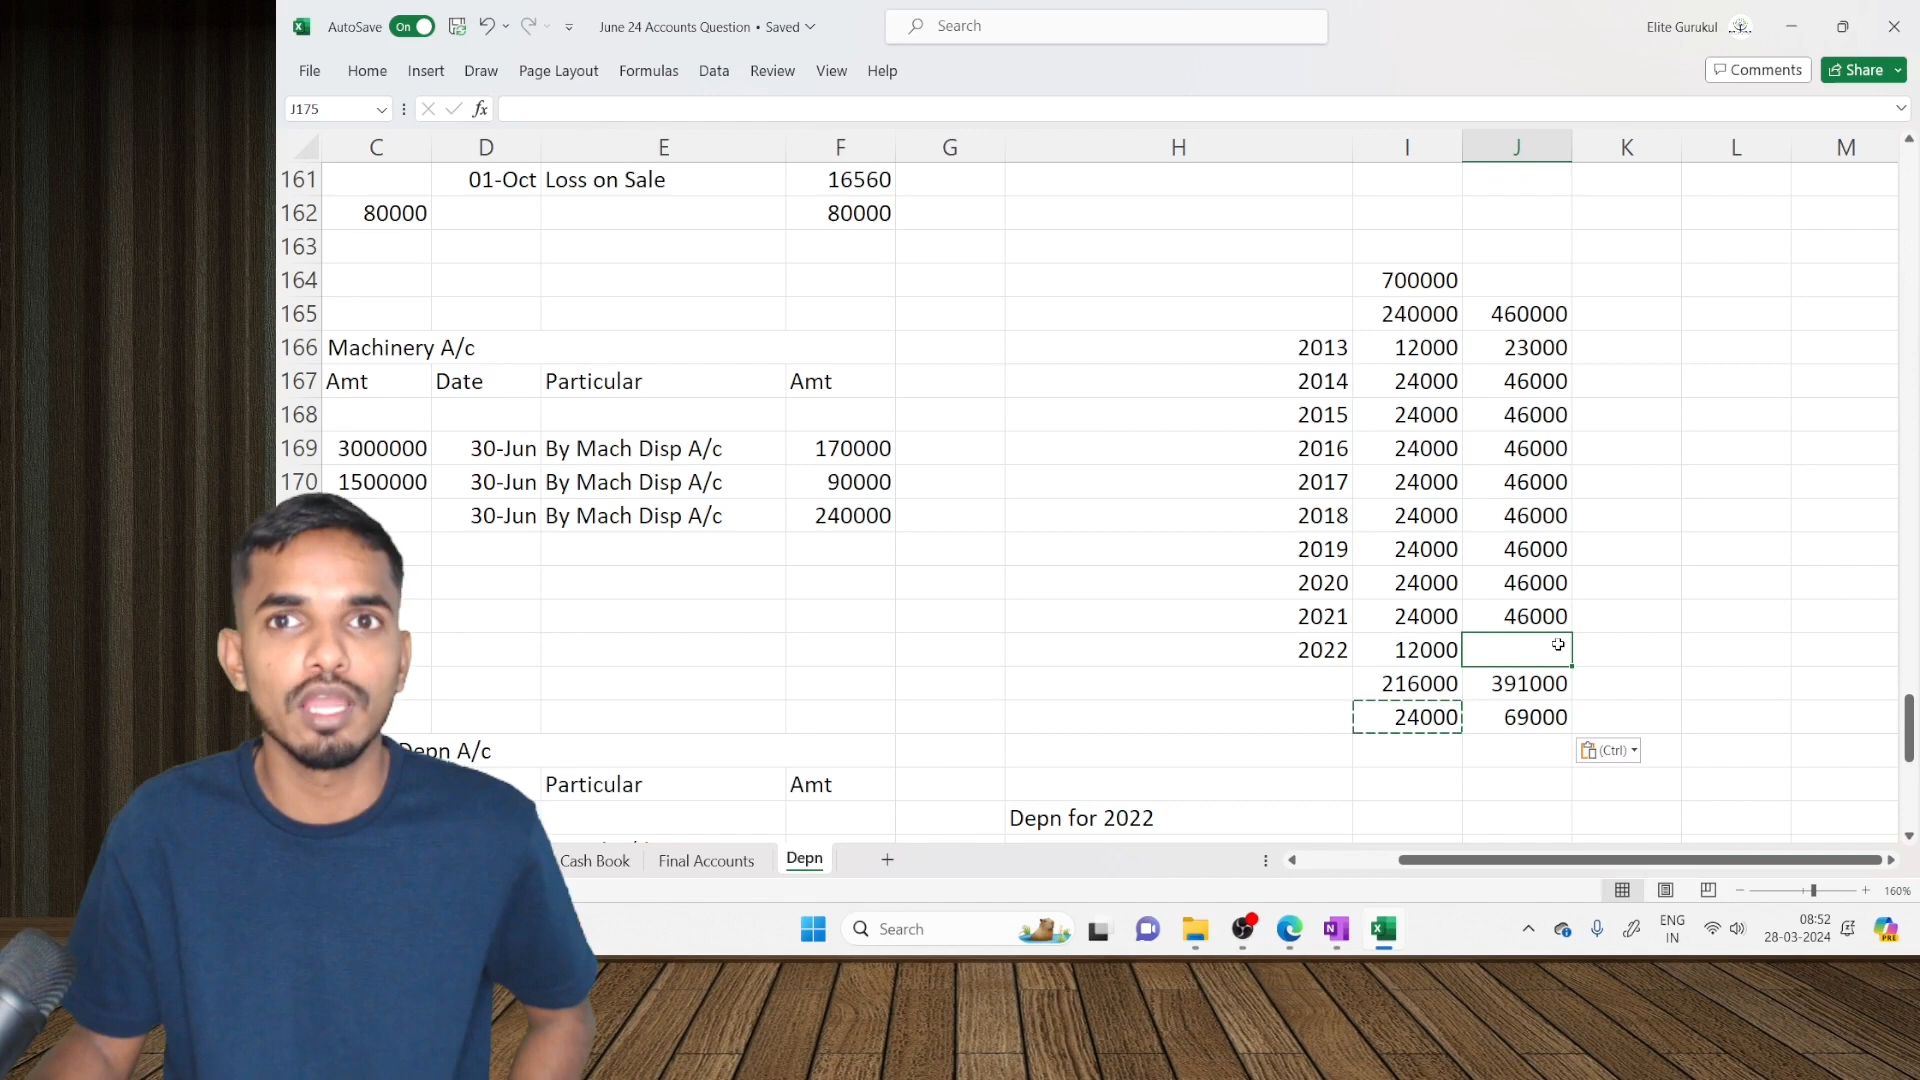 AutoSave On June 24 Accounts Question • Saved Search Elite Gurukul
File Home Insert Draw Page Layout Formulas Data Review View Help Comments Share
J175 fx
C D E F G H I J K L M
161 01-Oct Loss on Sale 16560
162 80000 80000
163
164 700000
165 240000 460000
166 Machinery A/c 2013 12000 23000
167 Amt Date Particular Amt 2014 24000 46000
168 2015 24000 46000
169 3000000 30-Jun By Mach Disp A/c 170000 2016 24000 46000
170 1500000 30-Jun By Mach Disp A/c 90000 2017 24000 46000
30-Jun By Mach Disp A/c 240000 2018 24000 46000
2019 24000 46000
2020 24000 46000
2021 24000 46000
2022 12000
216000 391000
24000 69000
Depn A/c (Ctrl)
Particular Amt
Depn for 2022
Cash Book Final Accounts Depn
160%
Search ENG IN 08:52 28-03-2024 PRE